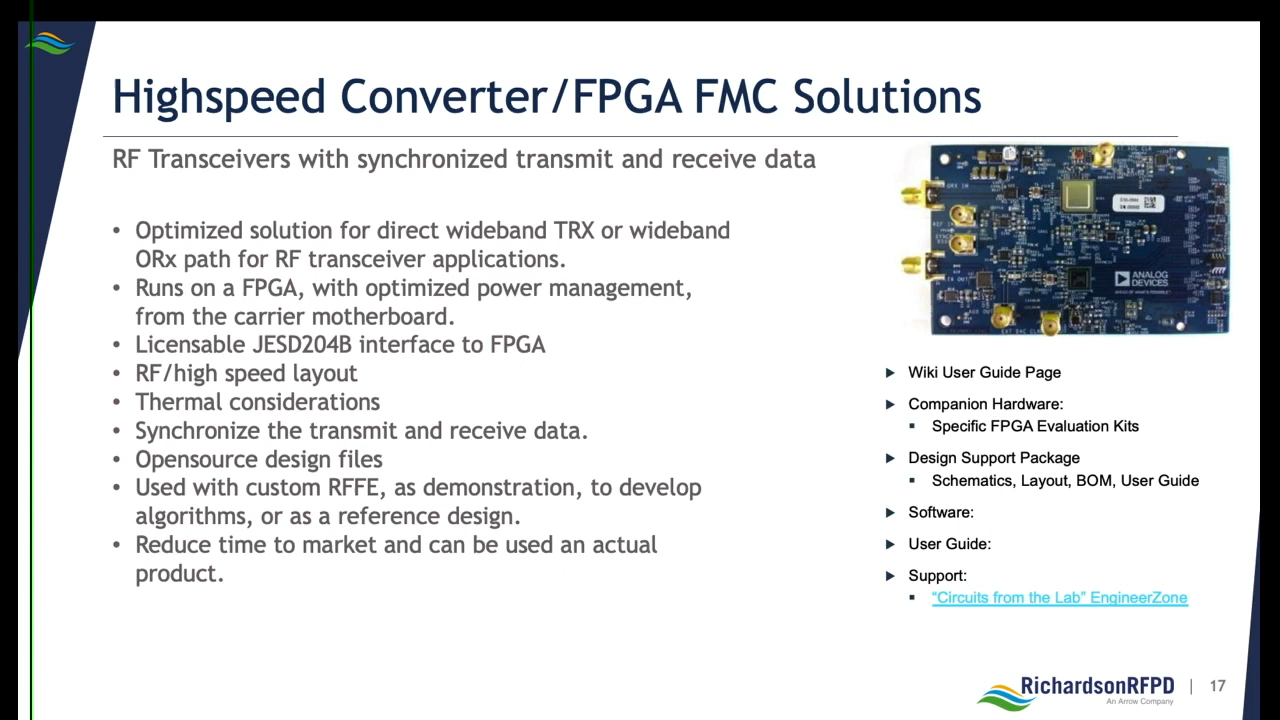 Highspeed Converter/FPGA FMC Solutions
RF Transceivers with synchronized transmit and receive data
• Optimized solution for direct wideband TRX or wideband
ORx path for RF transceiver applications.
• Runs on a FPGA, with optimized power management,
from the carrier motherboard.
• Licensable JESD204B interface to FPGA
• RF/high speed layout
• Thermal considerations
• Synchronize the transmit and receive data.
• Opensource design files
• Used with custom RFFE, as demonstration, to develop
algorithms, or as a reference design.
• Reduce time to market and can be used an actual
product.
ANALOG
DEVICES
▶ Wiki User Guide Page
▶ Companion Hardware:
▪ Specific FPGA Evaluation Kits
▶ Design Support Package
▪ Schematics, Layout, BOM, User Guide
▶ Software:
▶ User Guide:
▶ Support:
▪ “Circuits from the Lab” EngineerZone
RichardsonRFPD | 17
An Arrow Company